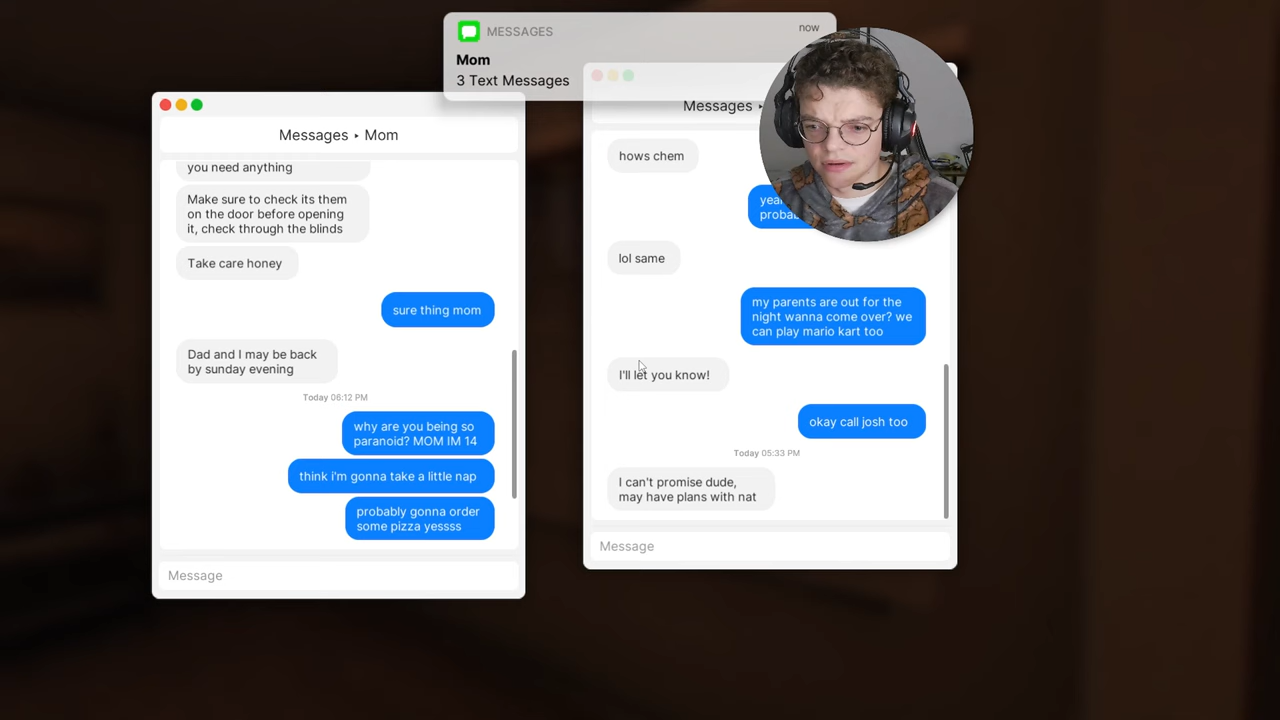 MESSAGES
now
Mom
3 Text Messages
Messages ‣ Mom
you need anything
Make sure to check its them
on the door before opening
it, check through the blinds
Take care honey
sure thing mom
Dad and I may be back
by sunday evening
Today 06:12 PM
why are you being so
paranoid? MOM IM 14
think i'm gonna take a little nap
probably gonna order
some pizza yessss
Message
Messages ‣
hows chem
lol same
my parents are out for the
night wanna come over? we
can play mario kart too
I'll let you know!
okay call josh too
Today 05:33 PM
I can't promise dude,
may have plans with nat
Message